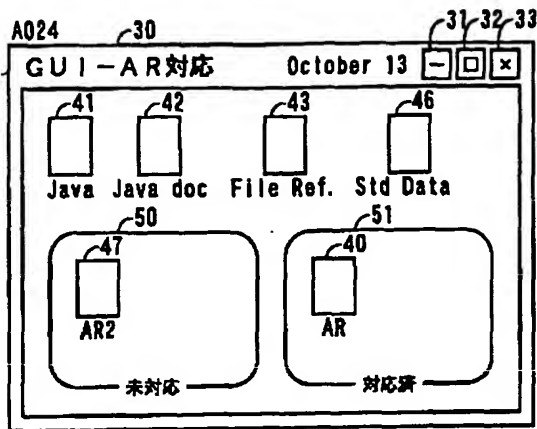 A024 30 31 32 33
GUI-AR対応 October 13 − □ ×
41 42 43 46
Java Java doc File Ref. Std Data
50 51
47 40
AR2 AR
未対応 対応済